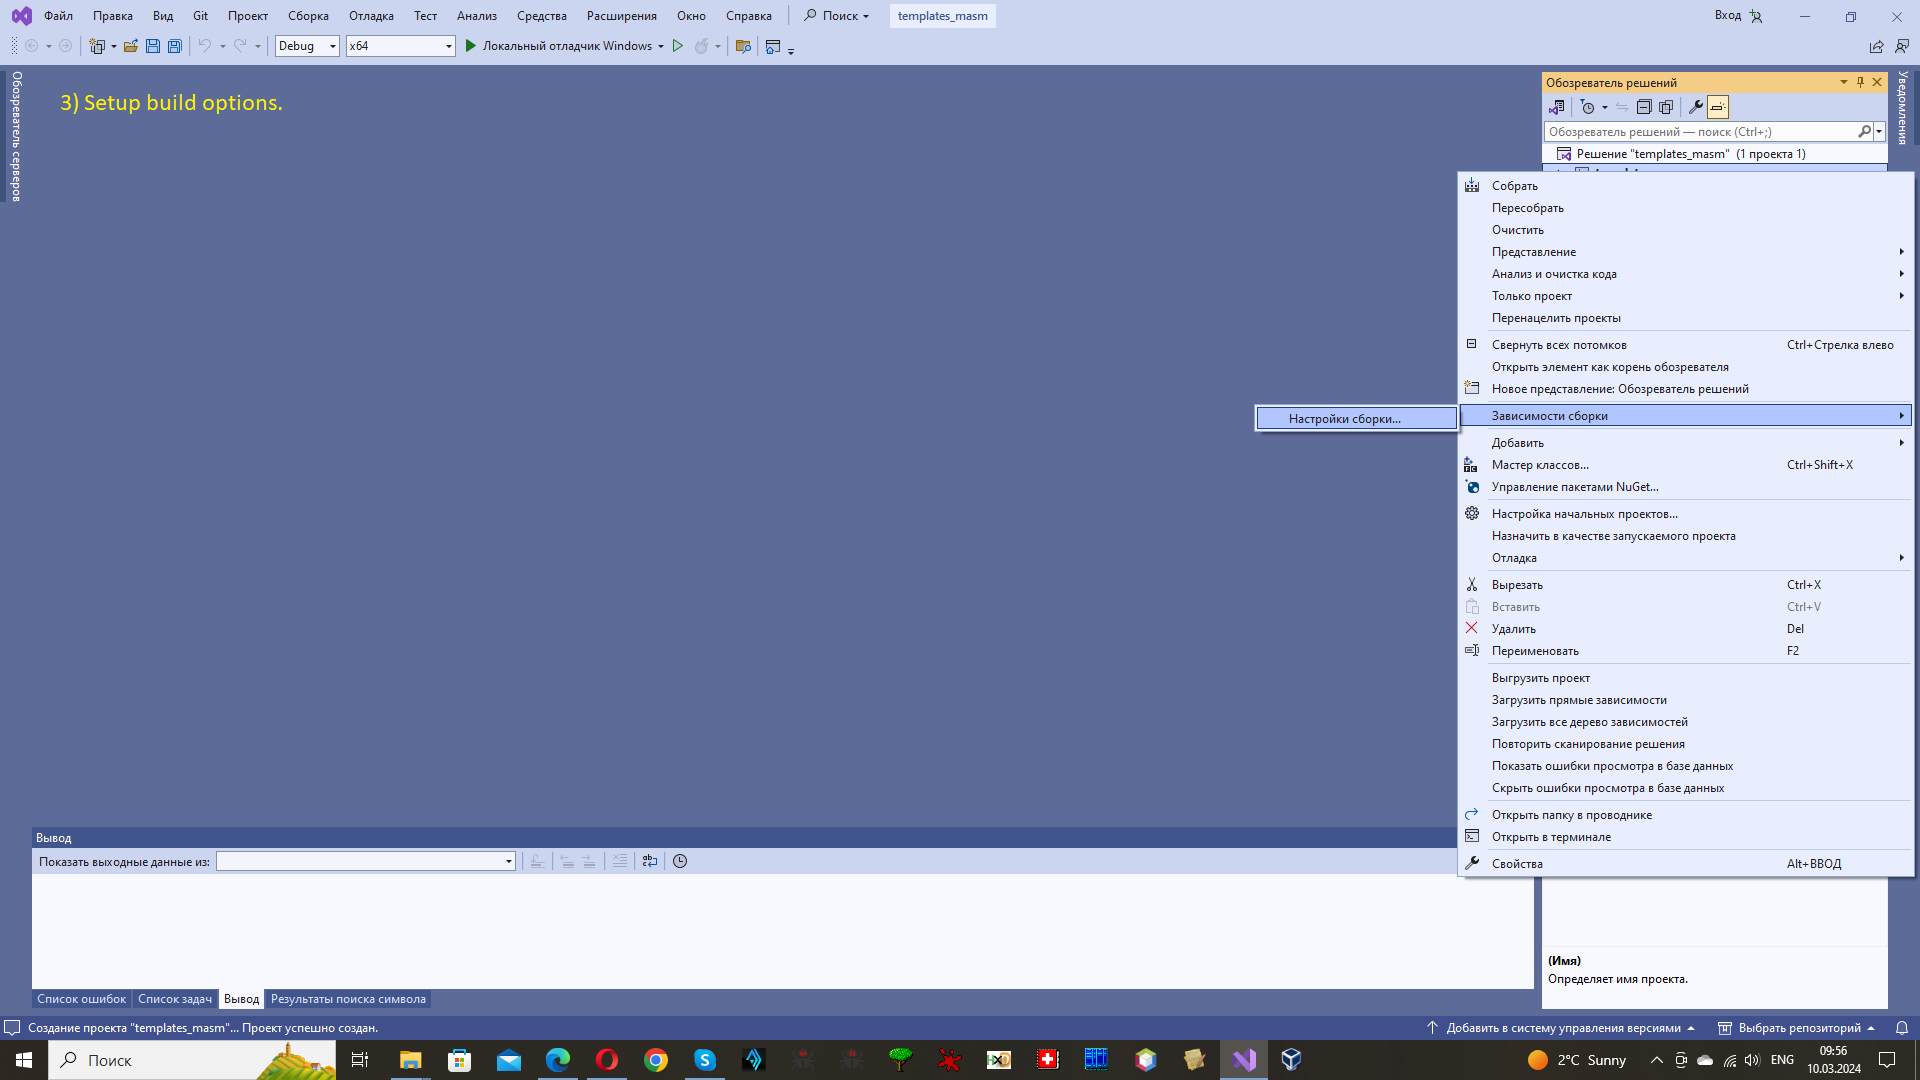 Файл Правка Вид Git Проект Сборка Отладка Тест Анализ Средства Расширения Окно Справка Поиск templates_masm Вход
Debug x64 Локальный отладчик Windows
Обозреватель серверов
3) Setup build options.
Обозреватель решений
Обозреватель решений — поиск (Ctrl+;)
Решение "templates_masm" (1 проекта 1)
Уведомления
Собрать
Пересобрать
Очистить
Представление
Анализ и очистка кода
Только проект
Перенацелить проекты
Свернуть всех потомков Ctrl+Стрелка влево
Открыть элемент как корень обозревателя
Новое представление: Обозреватель решений
Зависимости сборки
Настройки сборки...
Добавить
Мастер классов... Ctrl+Shift+X
Управление пакетами NuGet...
Настройка начальных проектов...
Назначить в качестве запускаемого проекта
Отладка
Вырезать Ctrl+X
Вставить Ctrl+V
Удалить Del
Переименовать F2
Выгрузить проект
Загрузить прямые зависимости
Загрузить все дерево зависимостей
Повторить сканирование решения
Показать ошибки просмотра в базе данных
Скрыть ошибки просмотра в базе данных
Открыть папку в проводнике
Открыть в терминале
Свойства Alt+ВВОД
Вывод
Показать выходные данные из:
(Имя)
Определяет имя проекта.
Список ошибок Список задач Вывод Результаты поиска символа
Создание проекта "templates_masm"... Проект успешно создан. Добавить в систему управления версиями Выбрать репозиторий
Поиск 2°C Sunny ENG 09:56
10.03.2024